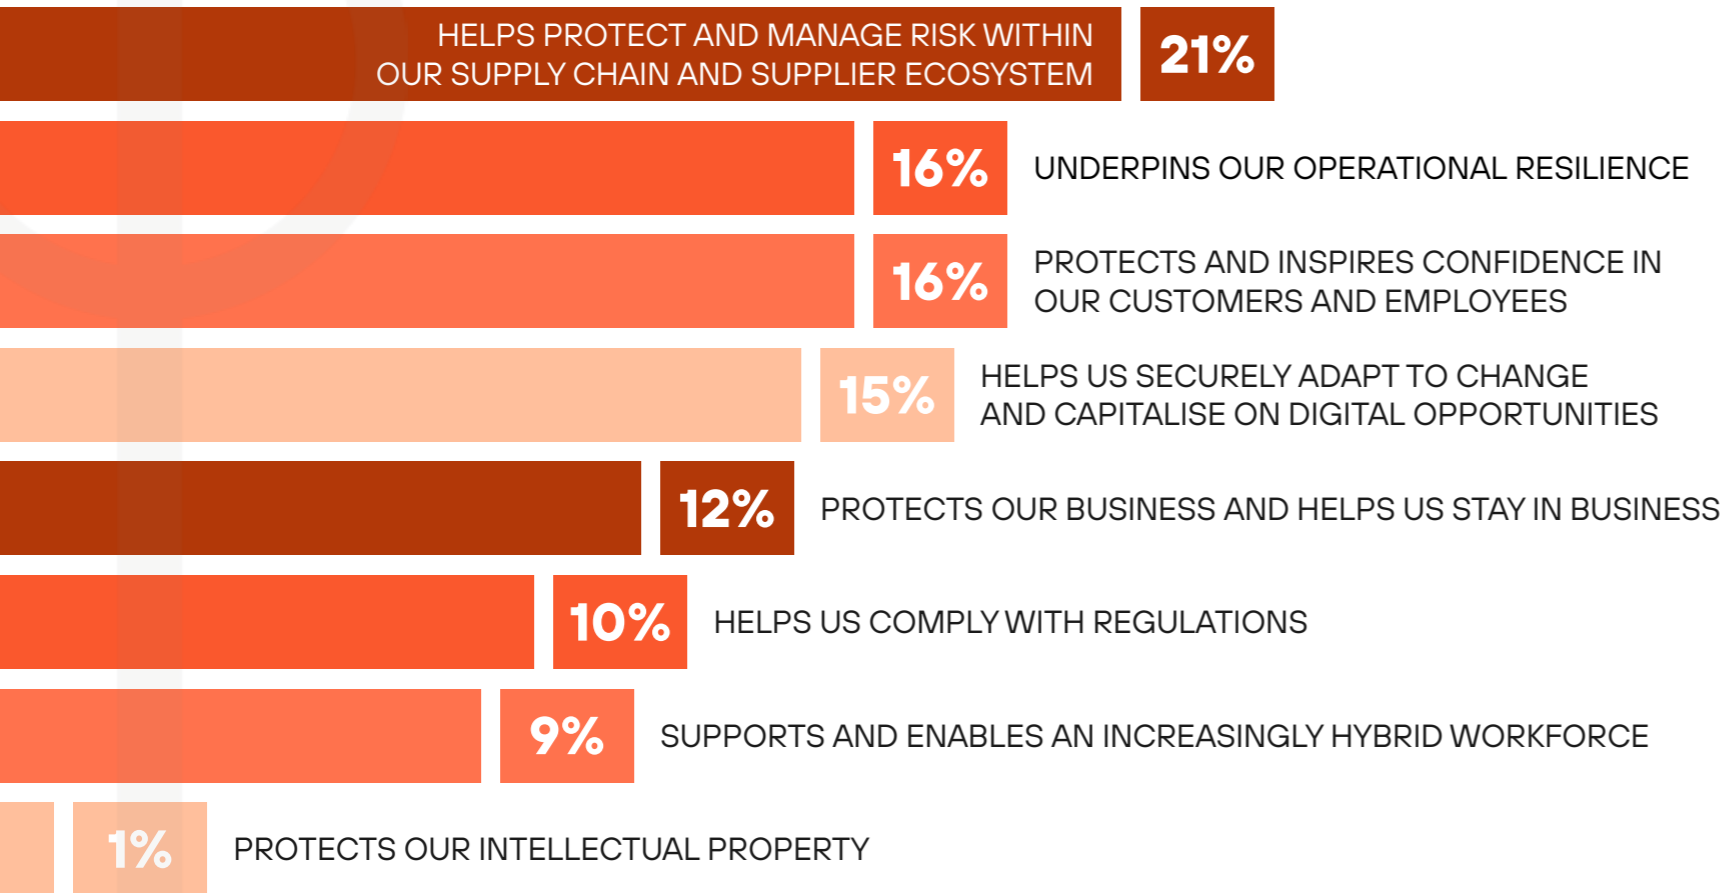 HELPS PROTECT AND MANAGE RISK WITHIN
OUR SUPPLY CHAIN AND SUPPLIER ECOSYSTEM
21%
16%
UNDERPINS OUR OPERATIONAL RESILIENCE
16%
PROTECTS AND INSPIRES CONFIDENCE IN
OUR CUSTOMERS AND EMPLOYEES
15%
HELPS US SECURELY ADAPT TO CHANGE
AND CAPITALISE ON DIGITAL OPPORTUNITIES
12%
PROTECTS OUR BUSINESS AND HELPS US STAY IN BUSINESS
10%
HELPS US COMPLY WITH REGULATIONS
9%
SUPPORTS AND ENABLES AN INCREASINGLY HYBRID WORKFORCE
1%
PROTECTS OUR INTELLECTUAL PROPERTY